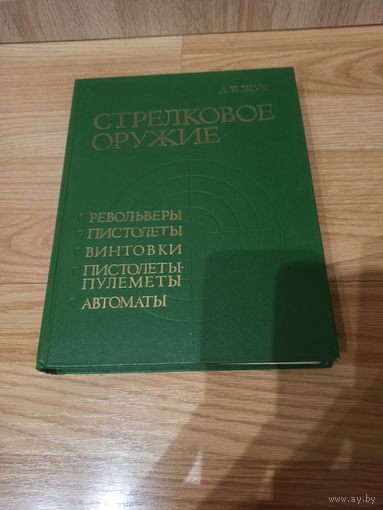 А.Б. ЖУК
СТРЕЛКОВОЕ
ОРУЖИЕ
РЕВОЛЬВЕРЫ
ПИСТОЛЕТЫ
ВИНТОВКИ
ПИСТОЛЕТЫ-
ПУЛЕМЕТЫ
АВТОМАТЫ
www.ay.by